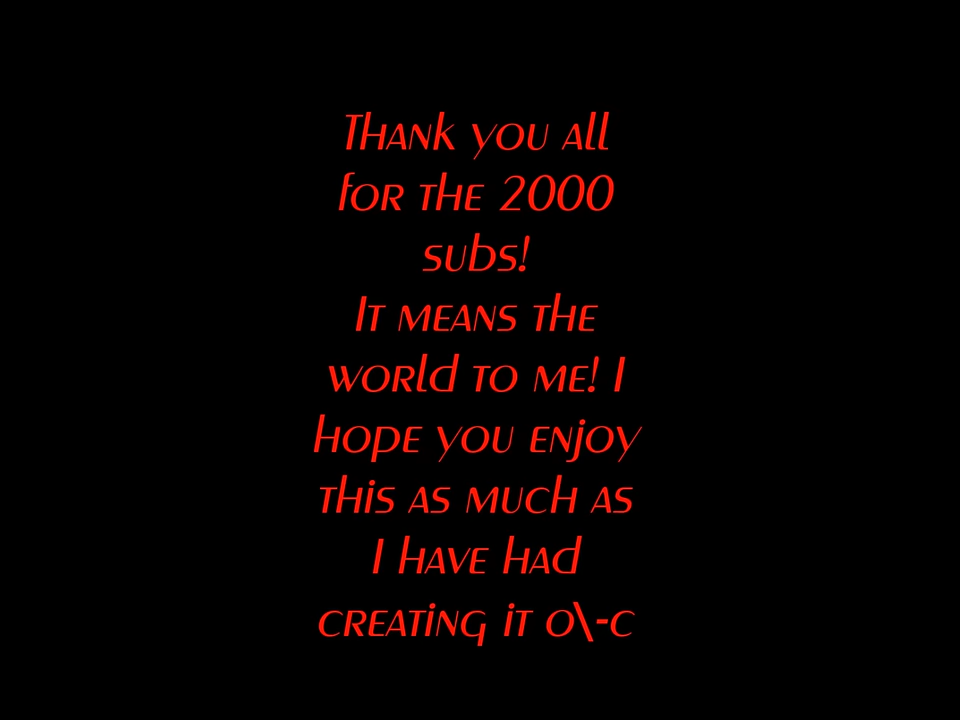 Thank you all
for the 2000
subs!
It means the
world to me! I
hope you enjoy
this as much as
I have had
creating it o\-c